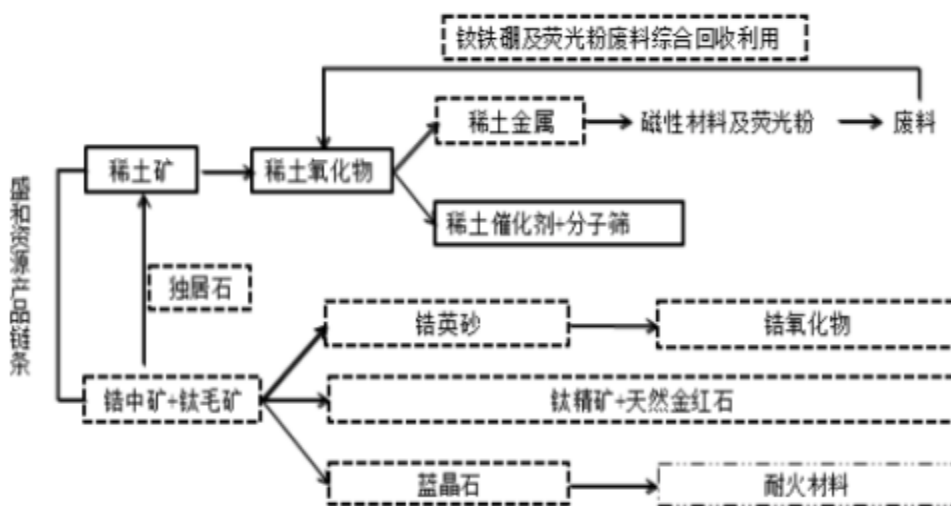 钕铁硼及荧光粉废料综合回收利用
稀土金属
磁性材料及荧光粉
废料
稀土矿
稀土氧化物
稀土催化剂+分子筛
盛和资源产品链条
独居石
锆英砂
锆氧化物
锆中矿+钛毛矿
钛精矿+天然金红石
蓝晶石
耐火材料